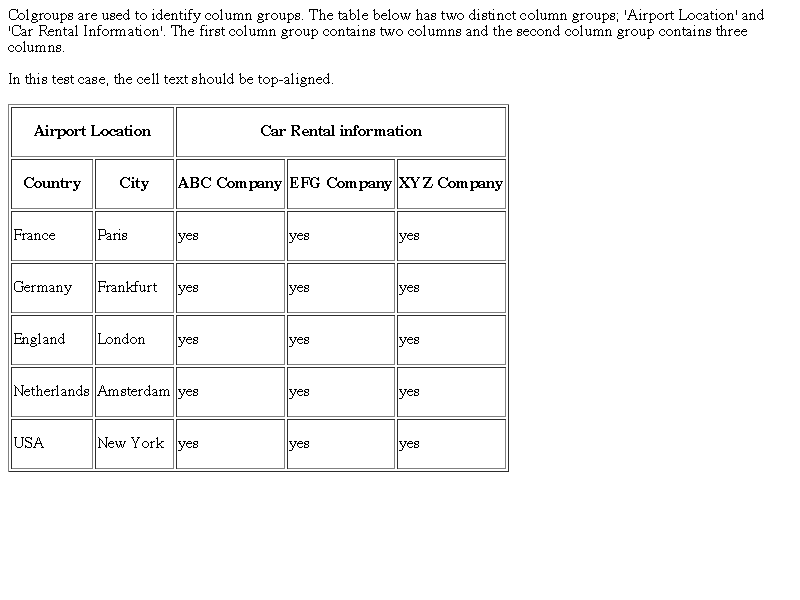 Colgroups are used to identify column groups. The table below has two distinct column groups; 'Airport Location' and
'Car Rental Information'. The first column group contains two columns and the second column group contains three
columns.
In this test case, the cell text should be top-aligned.
Airport Location Car Rental information
Country City ABC Company EFG Company XYZ Company
France Paris yes yes yes
Germany Frankfurt yes yes yes
England London yes yes yes
Netherlands Amsterdam yes yes yes
USA New York yes yes yes